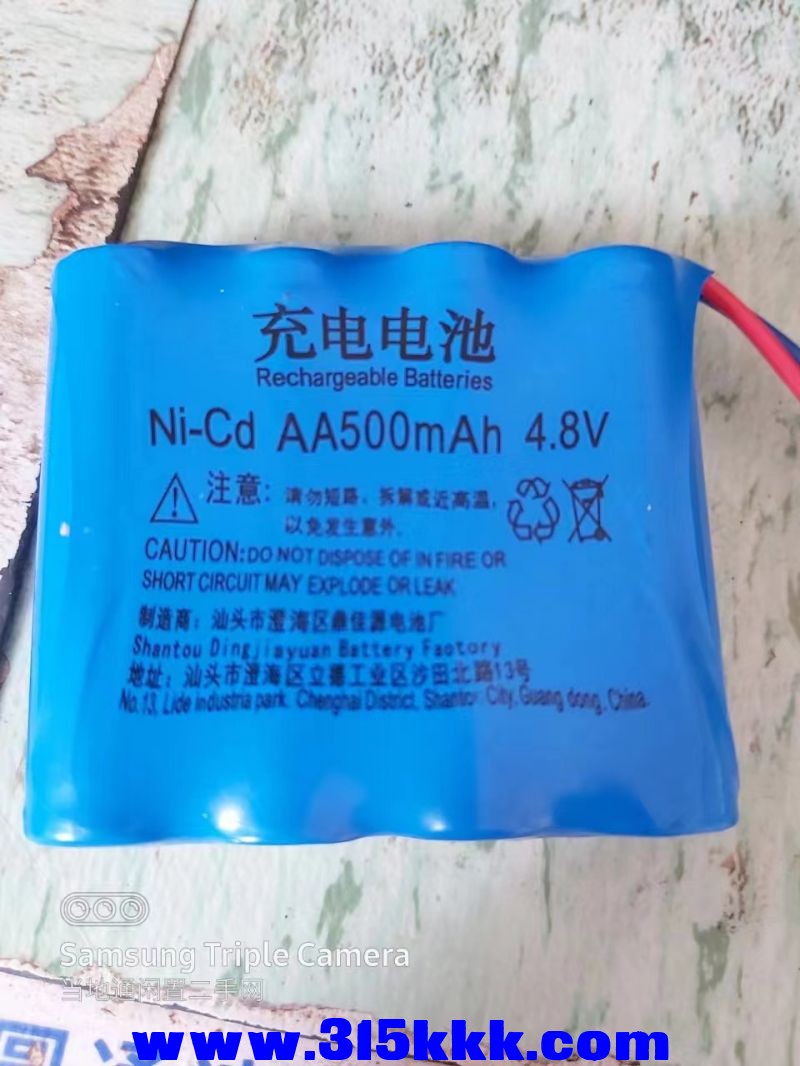 充电电池
Rechargeable Batteries
Ni-Cd AA500mAh 4.8V
注意：请勿短路、拆解或近高温，
以免发生意外.
CAUTION: DO NOT DISPOSE OF IN FIRE OR
SHORT CIRCUIT MAY EXPLODE OR LEAK
制造商：汕头市澄海区鼎佳源电池厂
Shantou Dingjiayuan Battery Faotory
地址：汕头市澄海区立德工业区沙田北路13号
No.13, Lide industria park. Chenghai District, Shantou City, Guang dong, China.
Samsung Triple Camera
当地通闲置二手网
www.315kkk.com